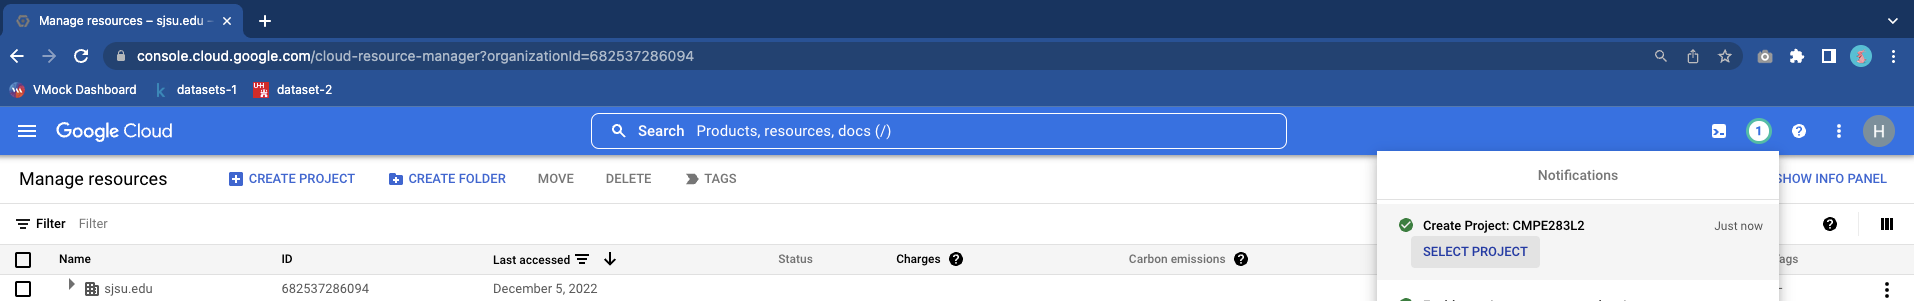 Manage resources – sjsu.edu –
console.cloud.google.com/cloud-resource-manager?organizationId=682537286094
VMock Dashboard datasets-1 dataset-2
Google Cloud Search Products, resources, docs (/) 1 H
Manage resources CREATE PROJECT CREATE FOLDER MOVE DELETE TAGS SHOW INFO PANEL
Notifications
Filter Filter
Create Project: CMPE283L2 Just now
SELECT PROJECT
Name ID Last accessed Status Charges Carbon emissions Tags
sjsu.edu 682537286094 December 5, 2022